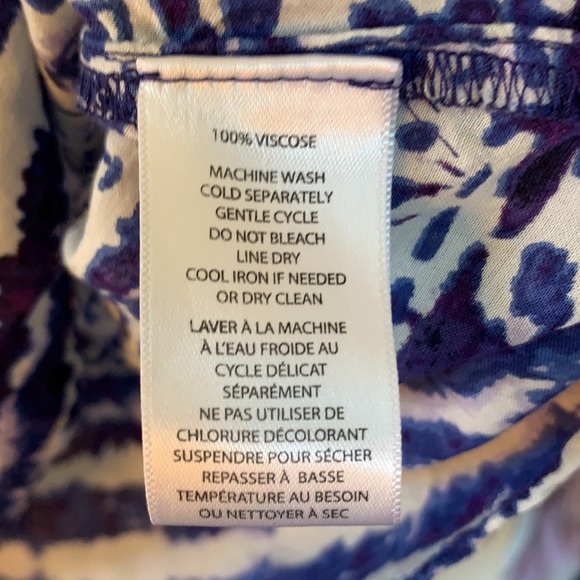 100% VISCOSE
MACHINE WASH
COLD SEPARATELY
GENTLE CYCLE
DO NOT BLEACH
LINE DRY
COOL IRON IF NEEDED
OR DRY CLEAN
LAVER À LA MACHINE
À L'EAU FROIDE AU
CYCLE DÉLICAT
SÉPARÉMENT
NE PAS UTILISER DE
CHLORURE DÉCOLORANT
SUSPENDRE POUR SÉCHER
REPASSER À BASSE
TEMPÉRATURE AU BESOIN
OU NETTOYER À SEC